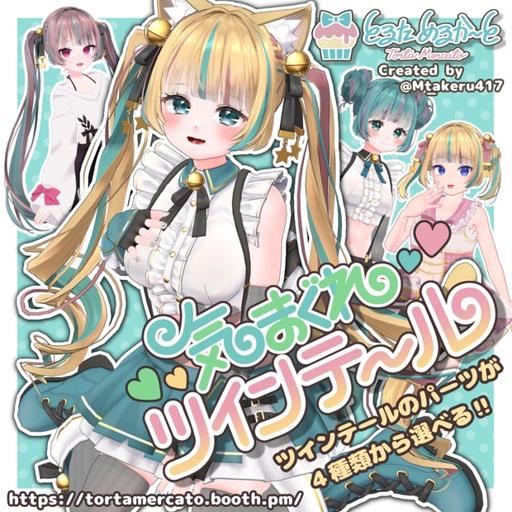 とるためるか〜と
Torta Mercato
Created by
@Mtakeru417
気まぐれ
ツインテ〜ル
ツインテールのパーツが
4種類から選べる!!
https://tortamercato.booth.pm/